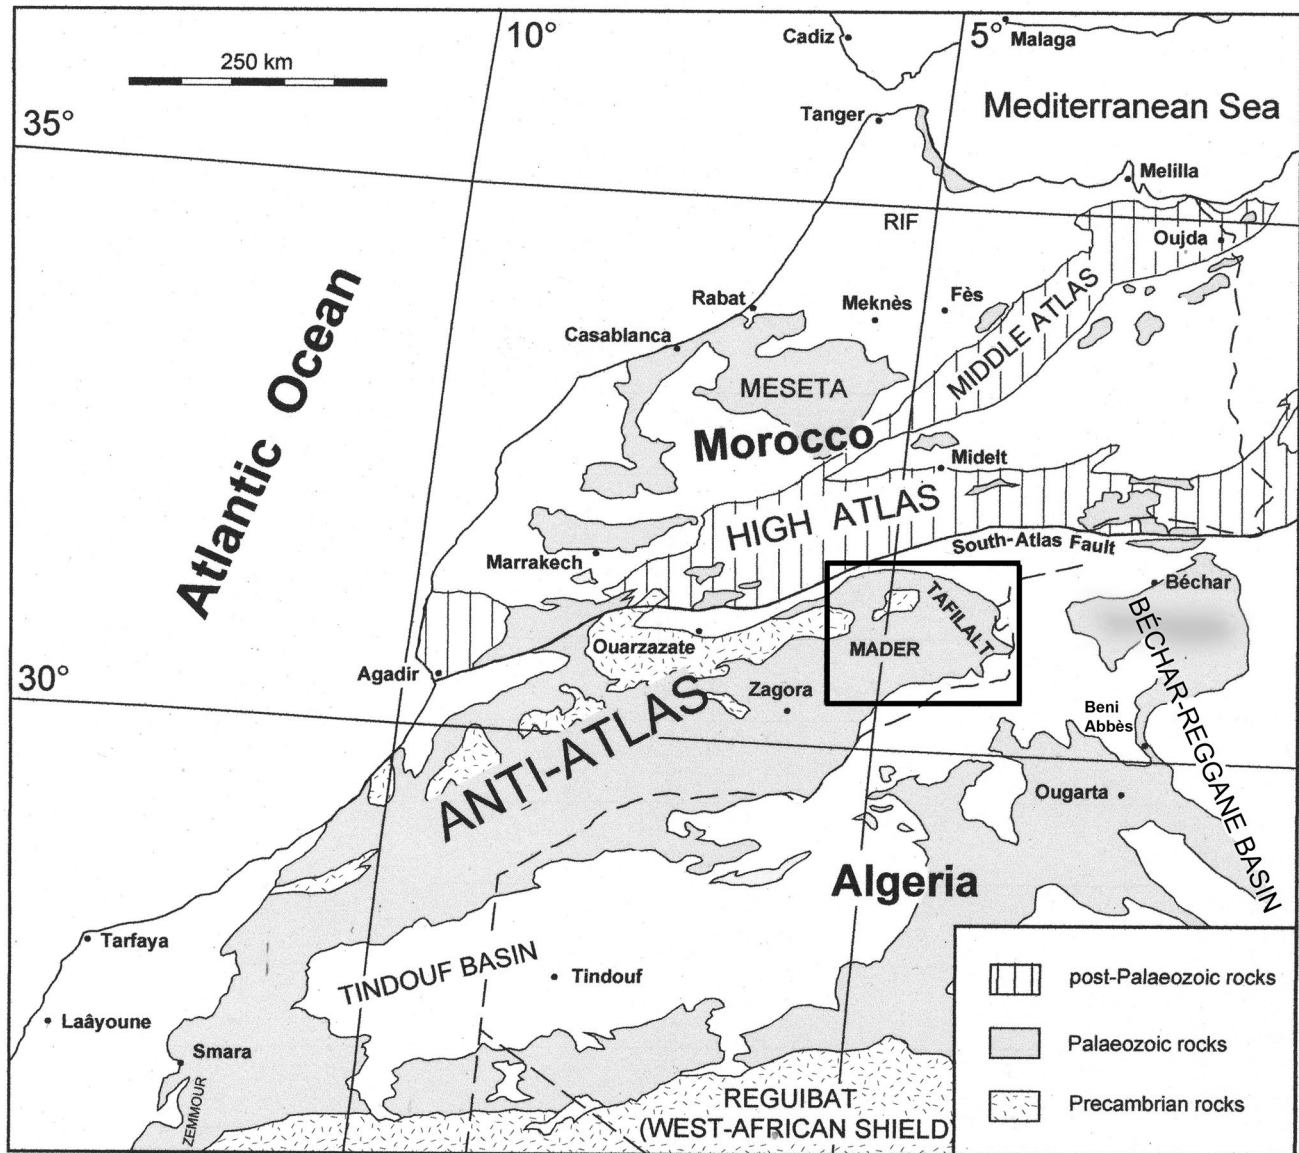 10°
5°
Cadiz
Malaga
250 km
35°
Tanger
Mediterranean Sea
Melilla
RIF
Oujda
Atlantic Ocean
Rabat
Meknès
Fès
Casablanca
MIDDLE ATLAS
MESETA
Morocco
Midelt
HIGH ATLAS
South-Atlas Fault
Marrakech
Béchar
TAFILALT
BÉCHAR-REGGANE BASIN
Ouarzazate
MADER
Agadir
30°
Zagora
Beni
Abbès
ANTI-ATLAS
Ougarta
Algeria
Tarfaya
TINDOUF BASIN
Tindouf
Laâyoune
Smara
ZEMMOUR
REGUIBAT
(WEST-AFRICAN SHIELD)
post-Palaeozoic rocks
Palaeozoic rocks
Precambrian rocks